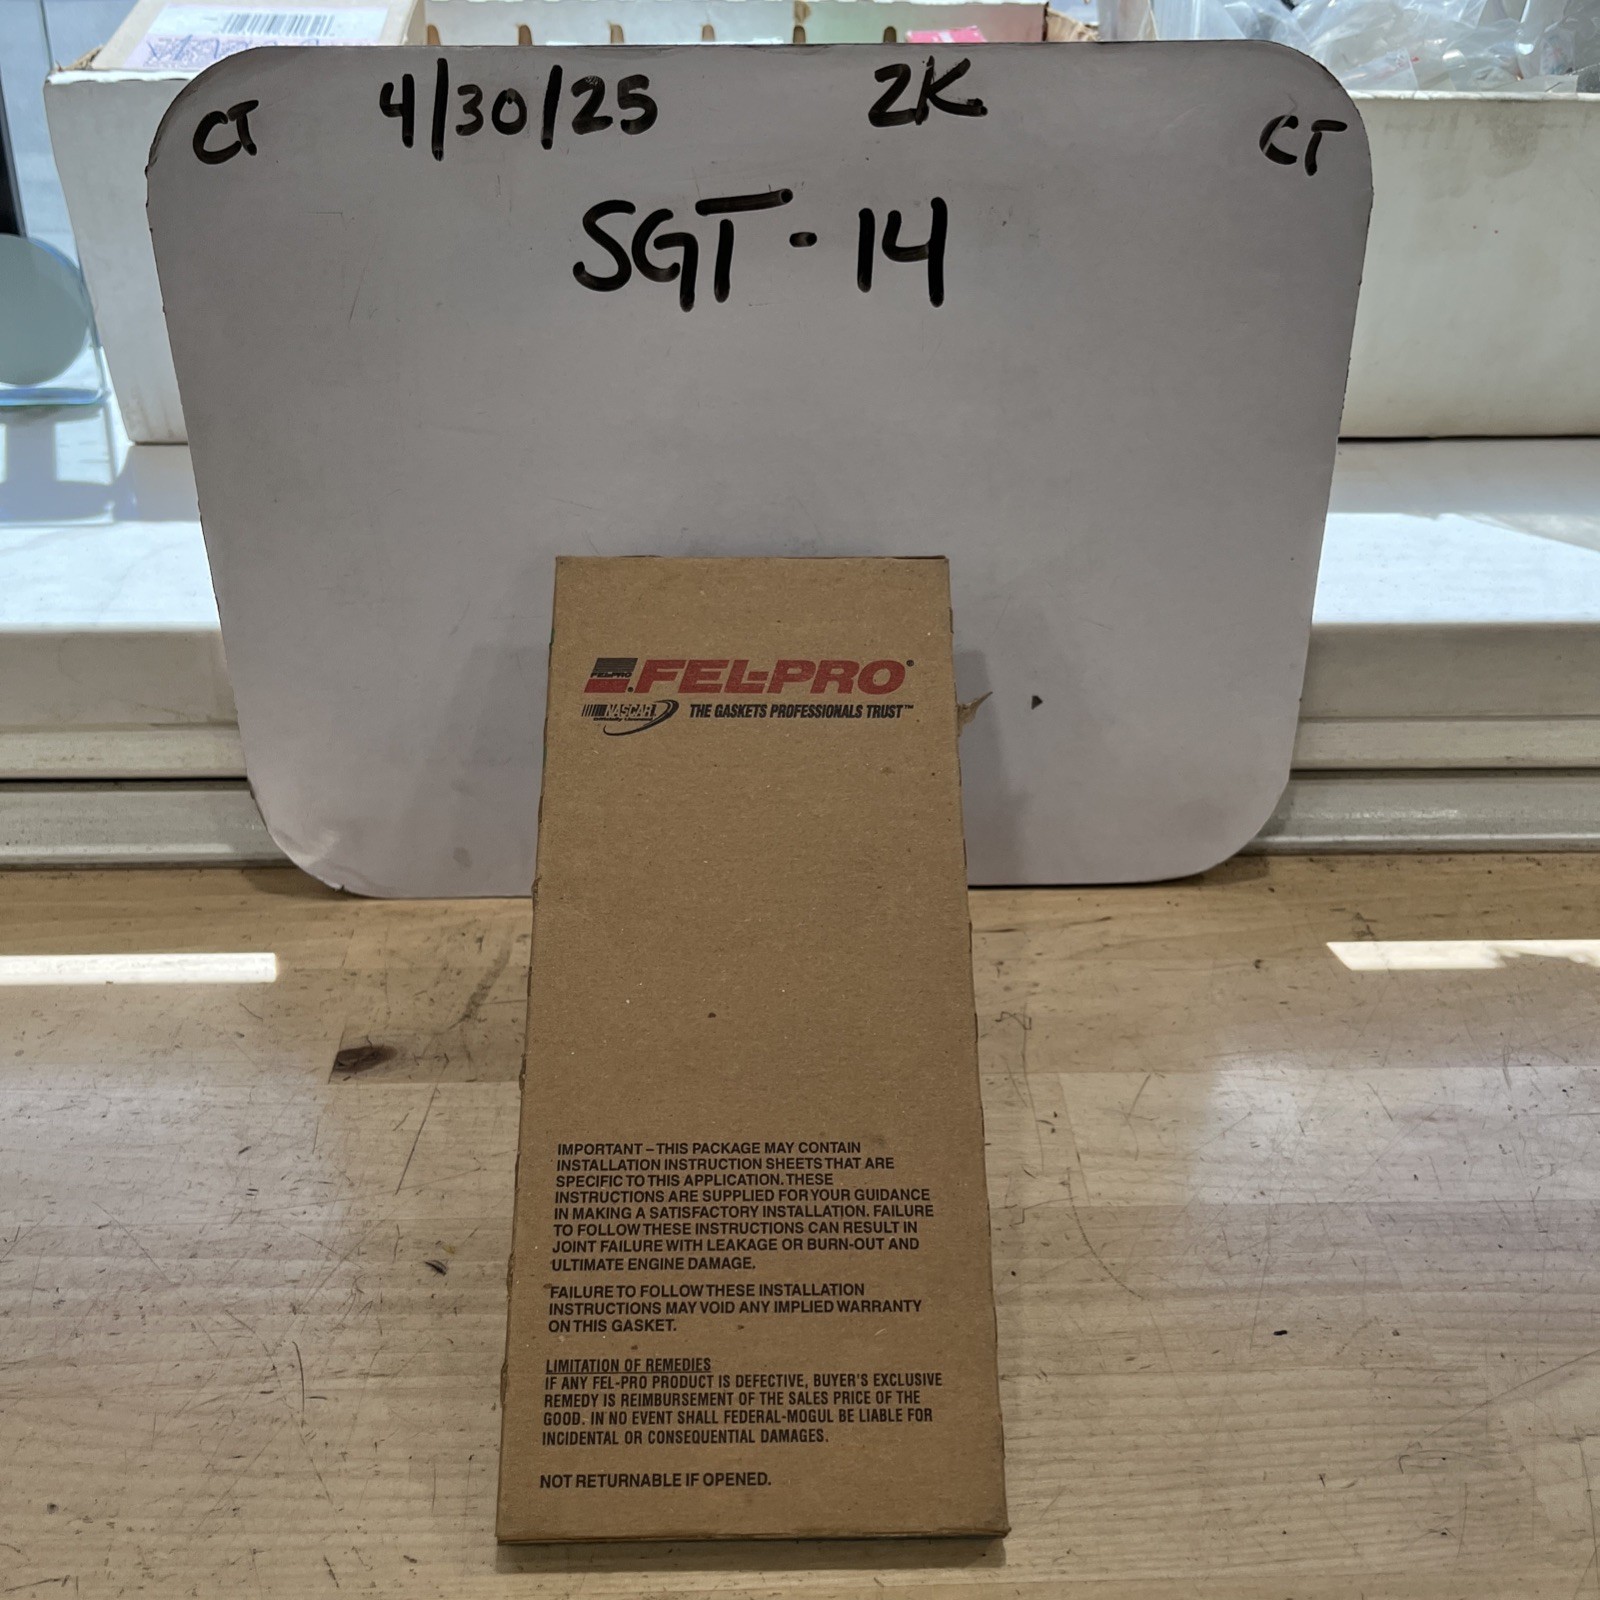 CT 4/30/25 2K CT
SGT-14
FEL-PRO
FEL-PRO®
NASCAR THE GASKETS PROFESSIONALS TRUST™
Officially Licensed
IMPORTANT – THIS PACKAGE MAY CONTAIN
INSTALLATION INSTRUCTION SHEETS THAT ARE
SPECIFIC TO THIS APPLICATION. THESE
INSTRUCTIONS ARE SUPPLIED FOR YOUR GUIDANCE
IN MAKING A SATISFACTORY INSTALLATION. FAILURE
TO FOLLOW THESE INSTRUCTIONS CAN RESULT IN
JOINT FAILURE WITH LEAKAGE OR BURN-OUT AND
ULTIMATE ENGINE DAMAGE.
FAILURE TO FOLLOW THESE INSTALLATION
INSTRUCTIONS MAY VOID ANY IMPLIED WARRANTY
ON THIS GASKET.
LIMITATION OF REMEDIES
IF ANY FEL-PRO PRODUCT IS DEFECTIVE, BUYER'S EXCLUSIVE
REMEDY IS REIMBURSEMENT OF THE SALES PRICE OF THE
GOOD. IN NO EVENT SHALL FEDERAL-MOGUL BE LIABLE FOR
INCIDENTAL OR CONSEQUENTIAL DAMAGES.
NOT RETURNABLE IF OPENED.